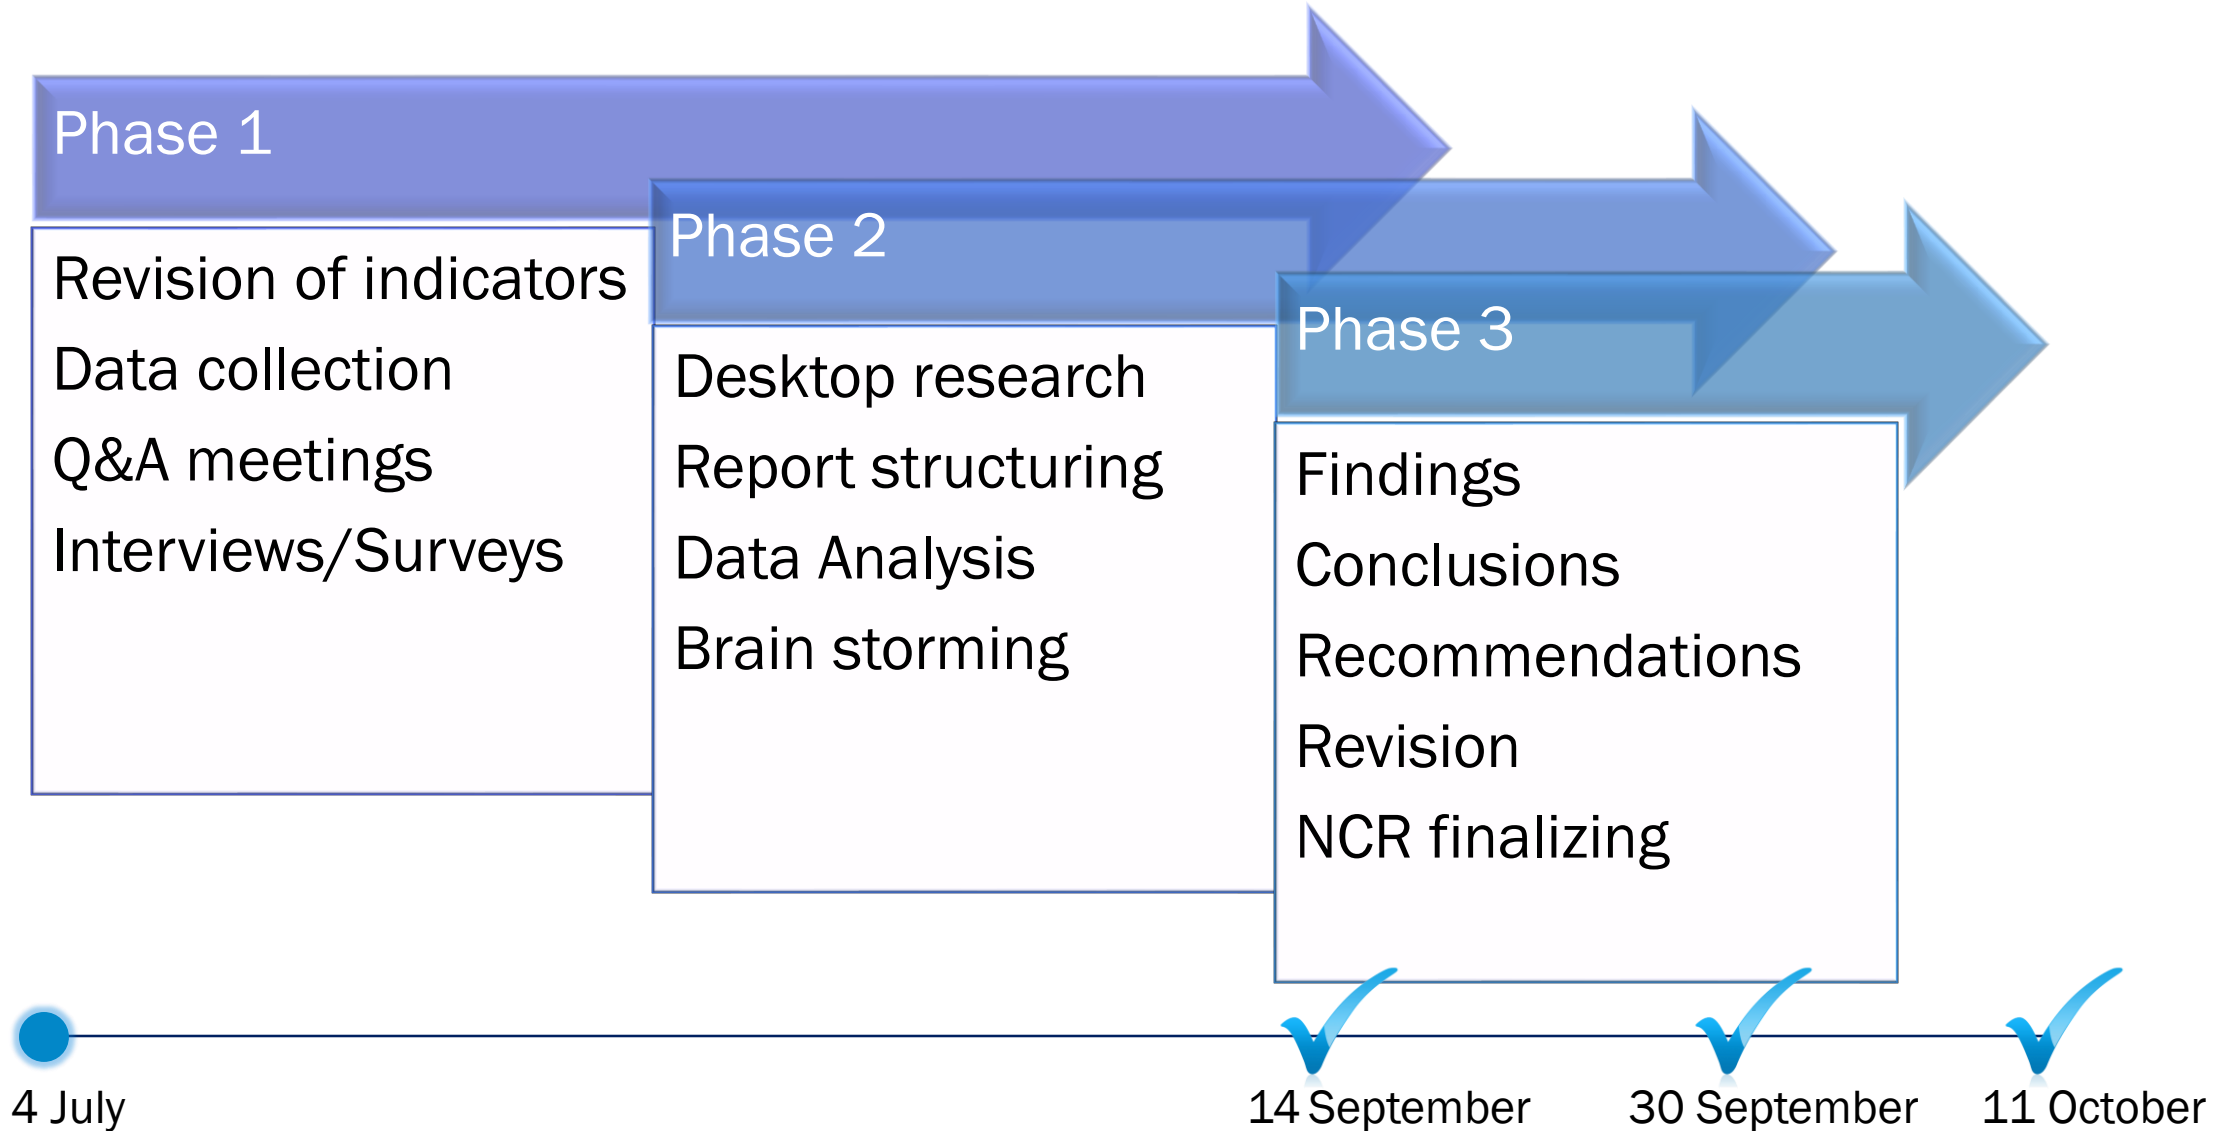 Phase 1
Revision of indicators
Data collection
Q&A meetings
Interviews/Surveys
Phase 2
Desktop research
Report structuring
Data Analysis
Brain storming
Phase 3
Findings
Conclusions
Recommendations
Revision
NCR finalizing
4 July
14 September
30 September
11 October